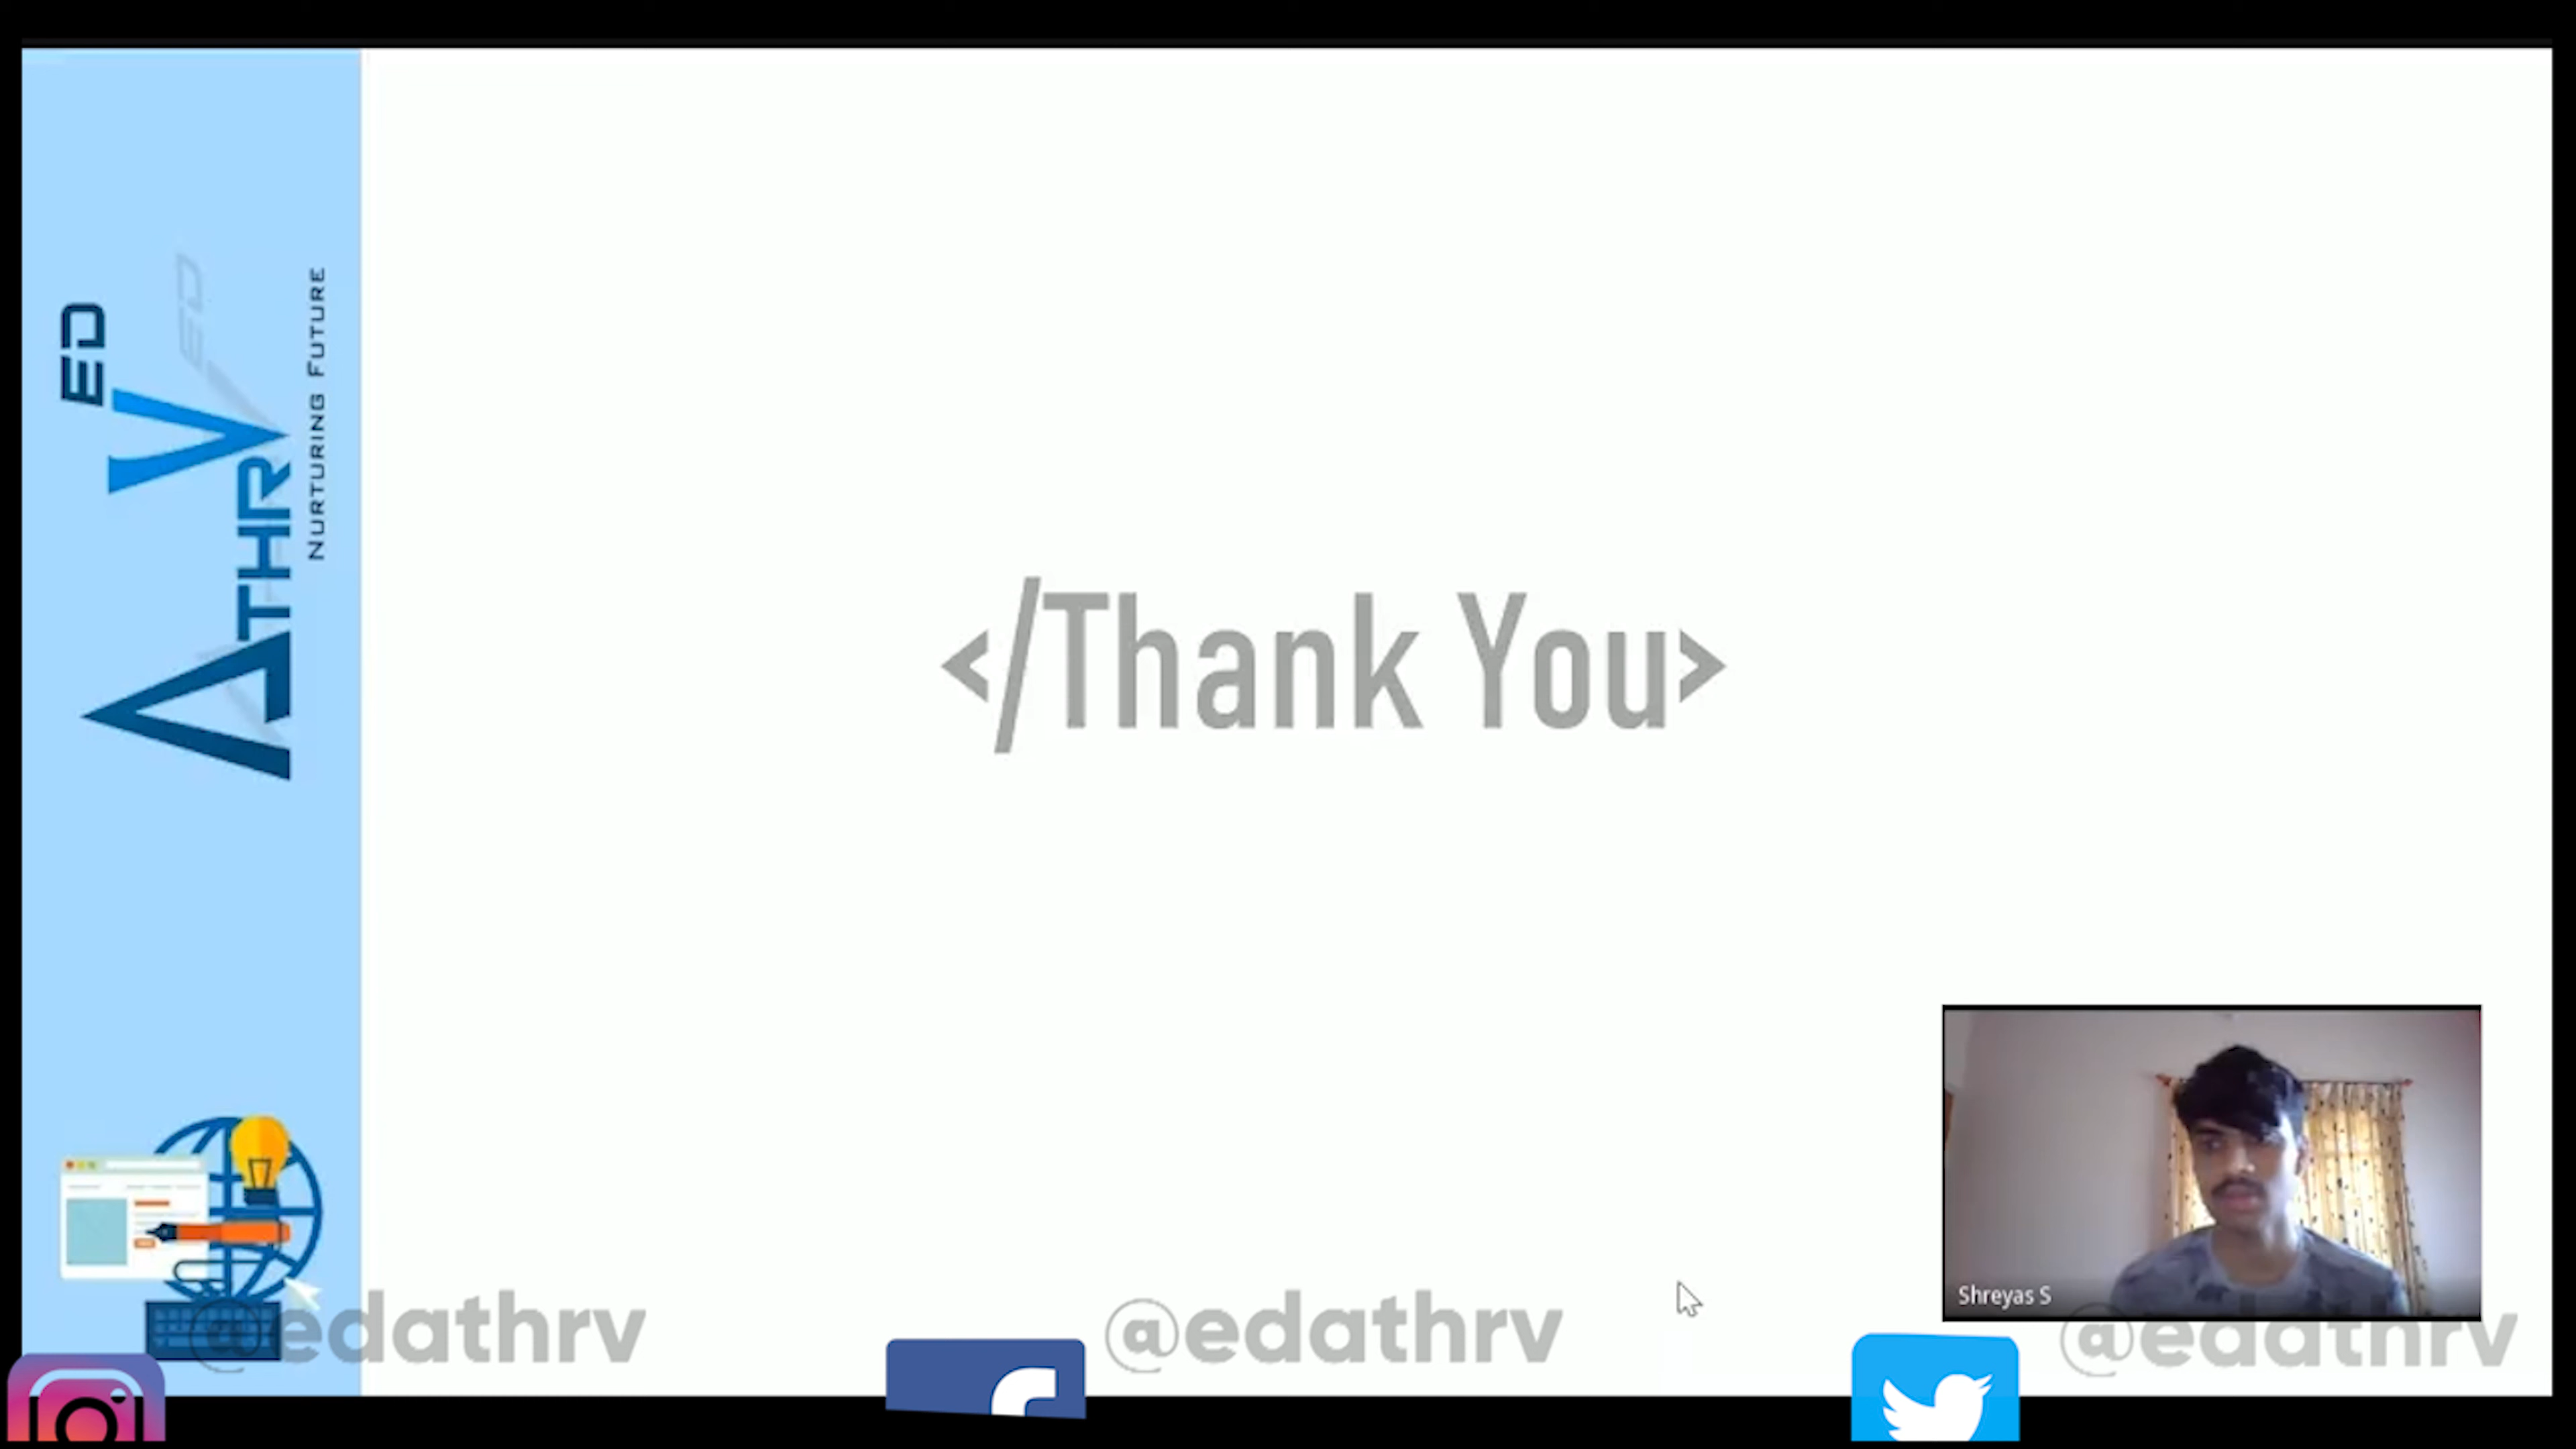 ATHRV ED
NURTURING FUTURE
</Thank You>
Shreyas S
@edathrv
@edathrv
@edathrv